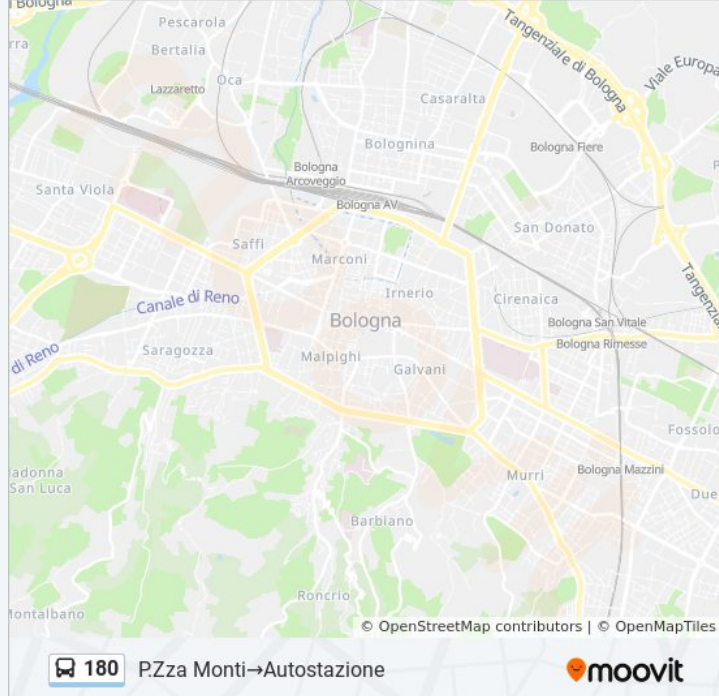 l Bologna
Pescarola
Tangenziale di Bologna
Bertalia
rra
Oca
Viale Europa
Lazzaretto
Casaralta
Bolognina
Bologna Fiere
Bologna
Arcoveggio
Santa Viola
Bologna AV
San Donato
Saffi
Marconi
Tangenzia
Irnerio
Cirenaica
Canale di Reno
Bologna
Bologna San Vitale
Bologna Rimesse
di Reno
Saragozza
Malpighi
Galvani
Fossolo
Murri
Bologna Mazzini
adonna
San Luca
Due
Barbiano
Roncrio
Montalbano
© OpenStreetMap contributors | © OpenMapTiles
180 P.Zza Monti→Autostazione
moovit